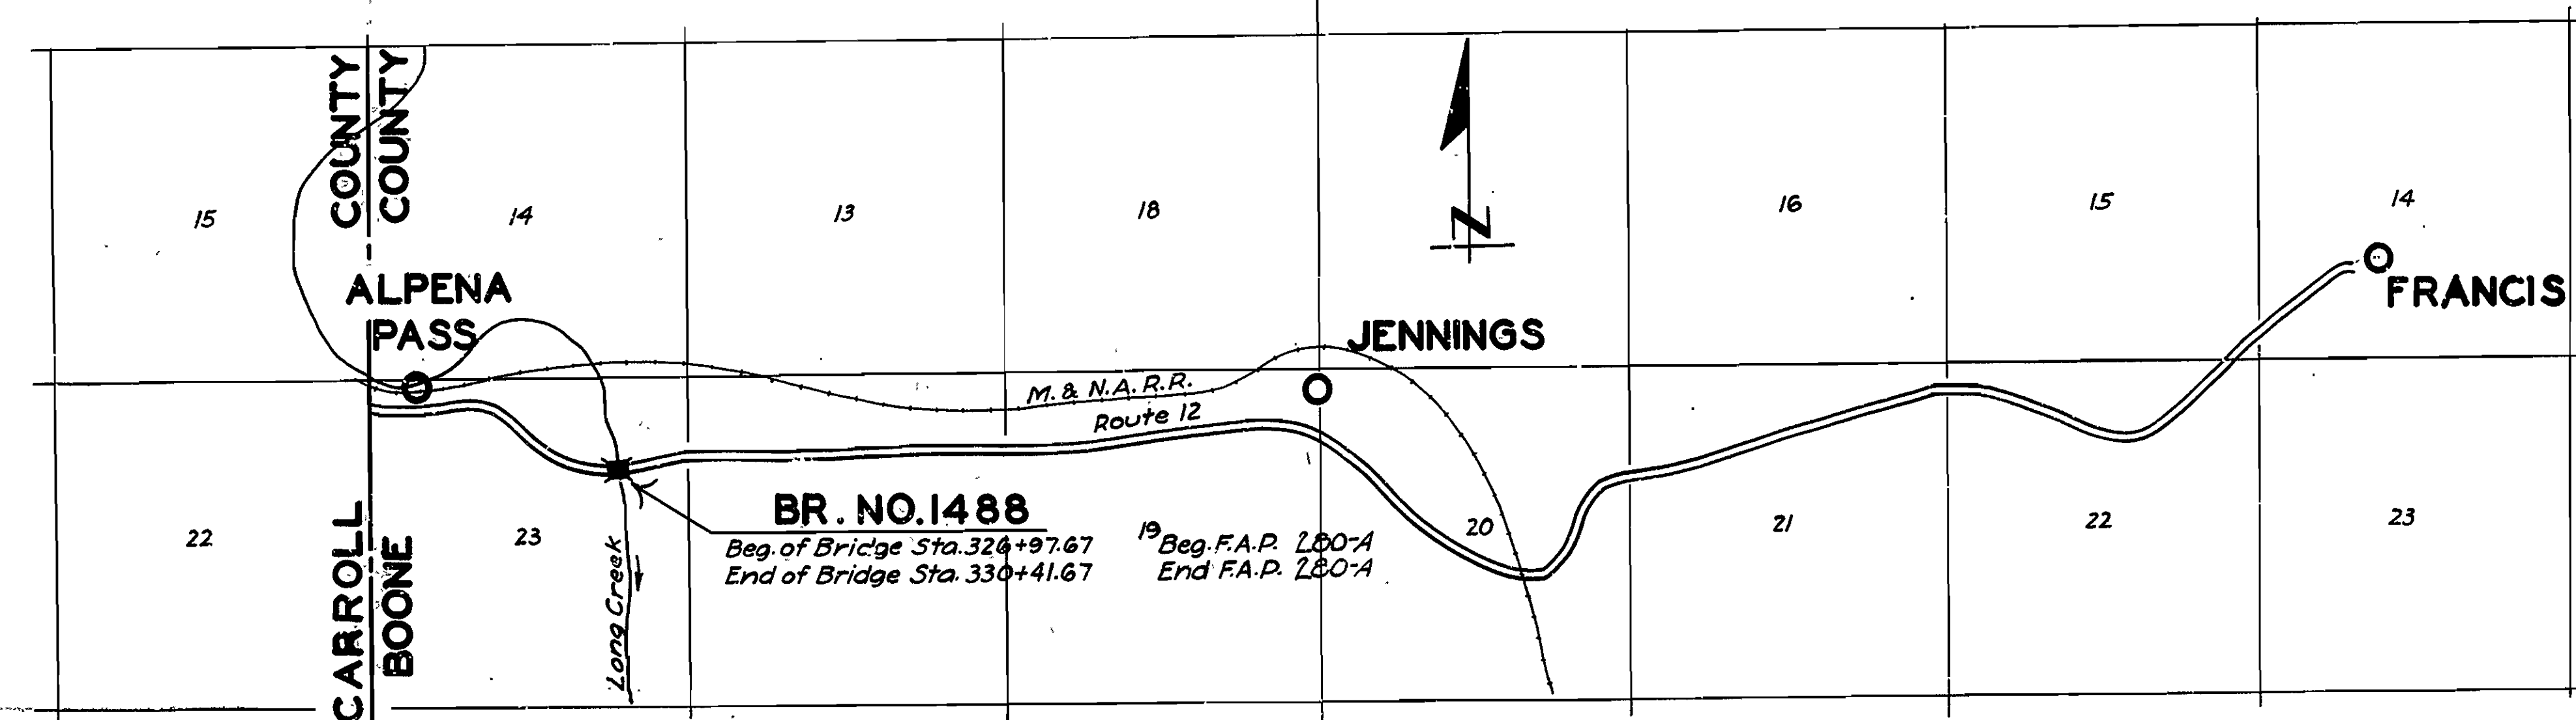 COUNTY
COUNTY
15
14
13
18
N
16
15
14
ALPENA
PASS
JENNINGS
FRANCIS
M. & N.A.R.R.
Route 12
22
23
BR. NO. 1488
Beg. of Bridge Sta. 326+97.67 Beg. F.A.P. 280-A
End of Bridge Sta. 330+41.67 End F.A.P. 280-A
19
20
21
22
23
Long Creek
CARROLL
BOONE